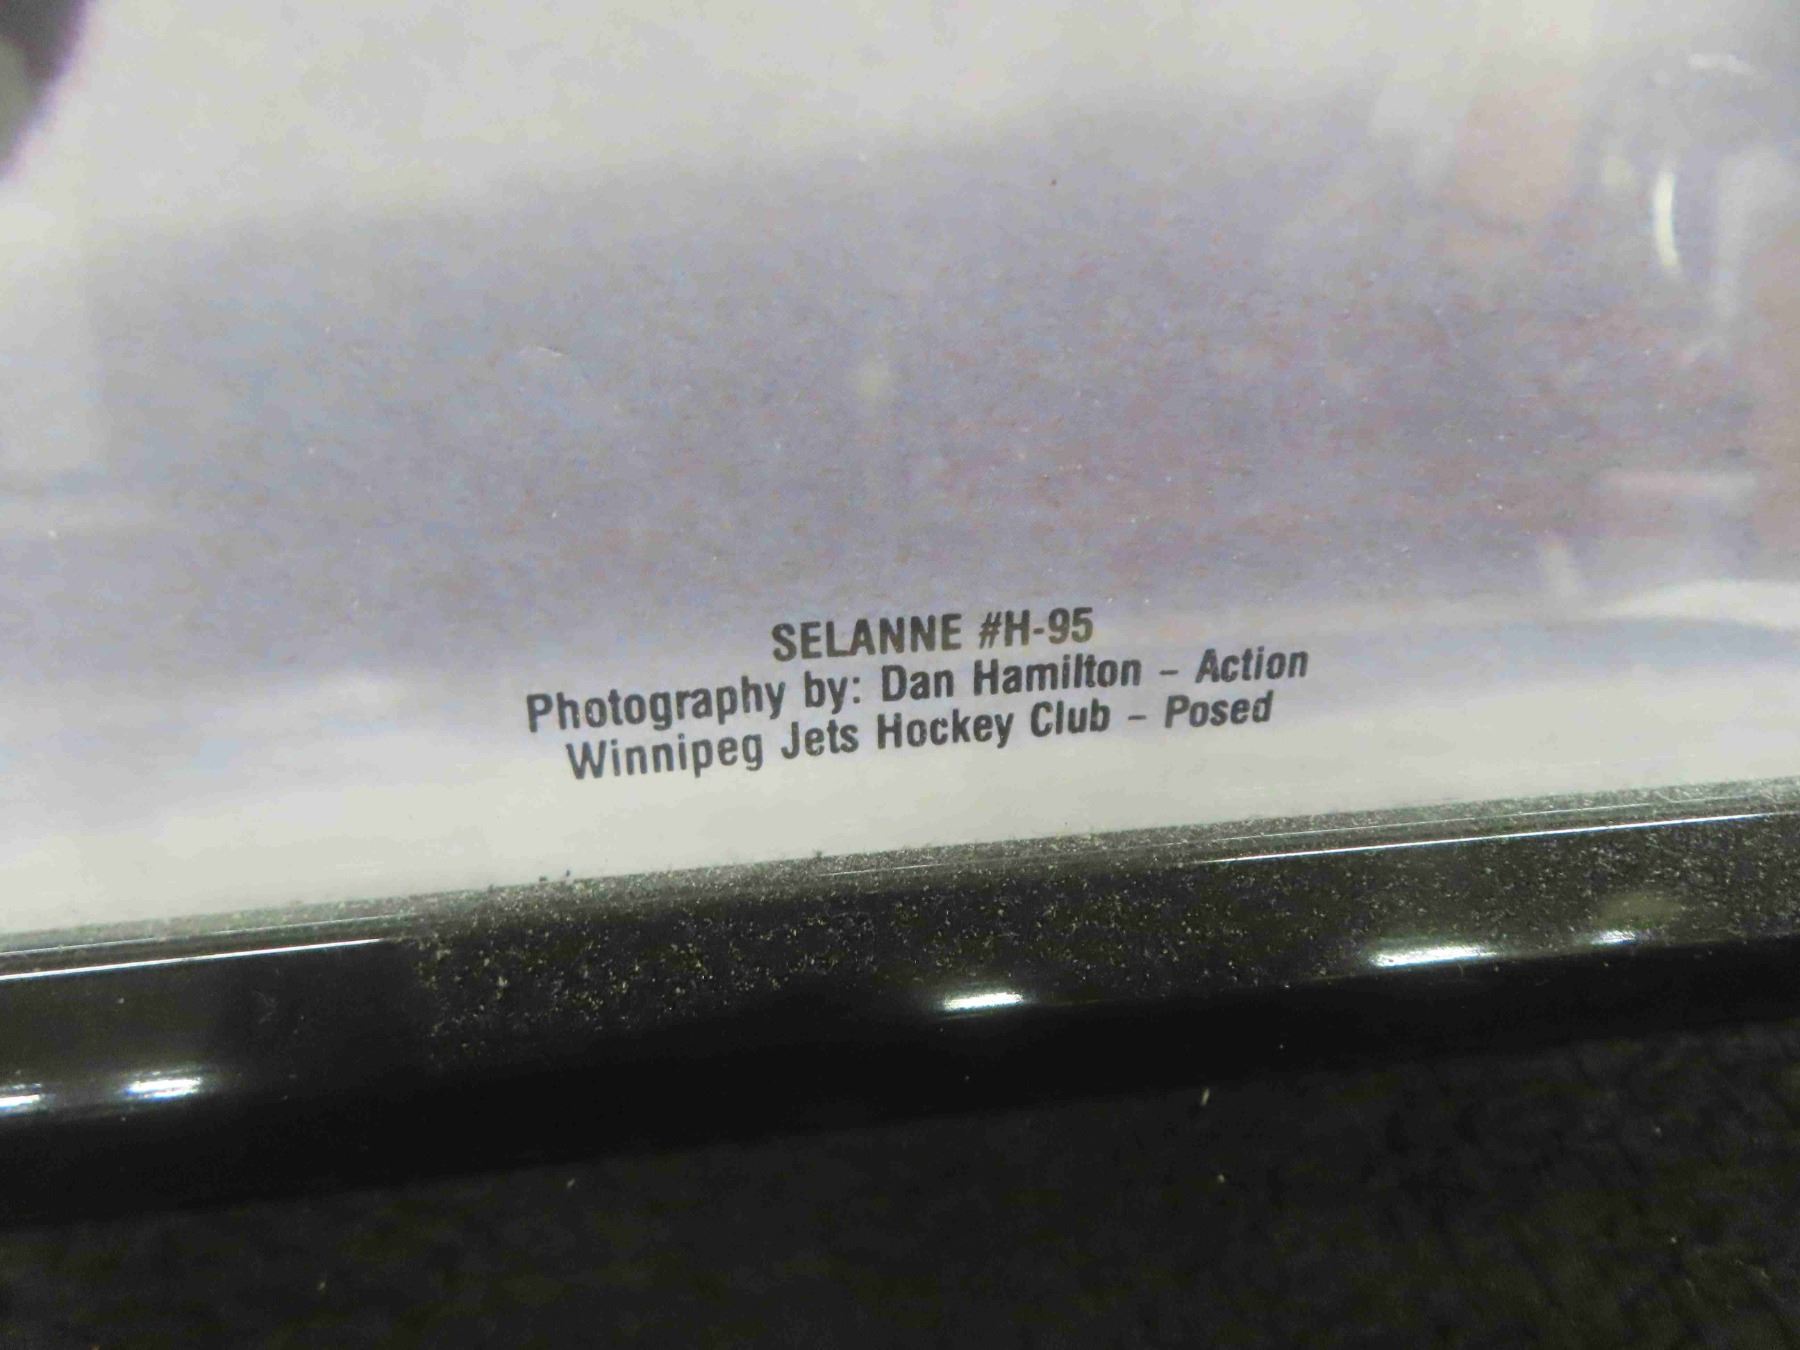 SELANNE #H-95
Photography by: Dan Hamilton – Action
Winnipeg Jets Hockey Club – Posed